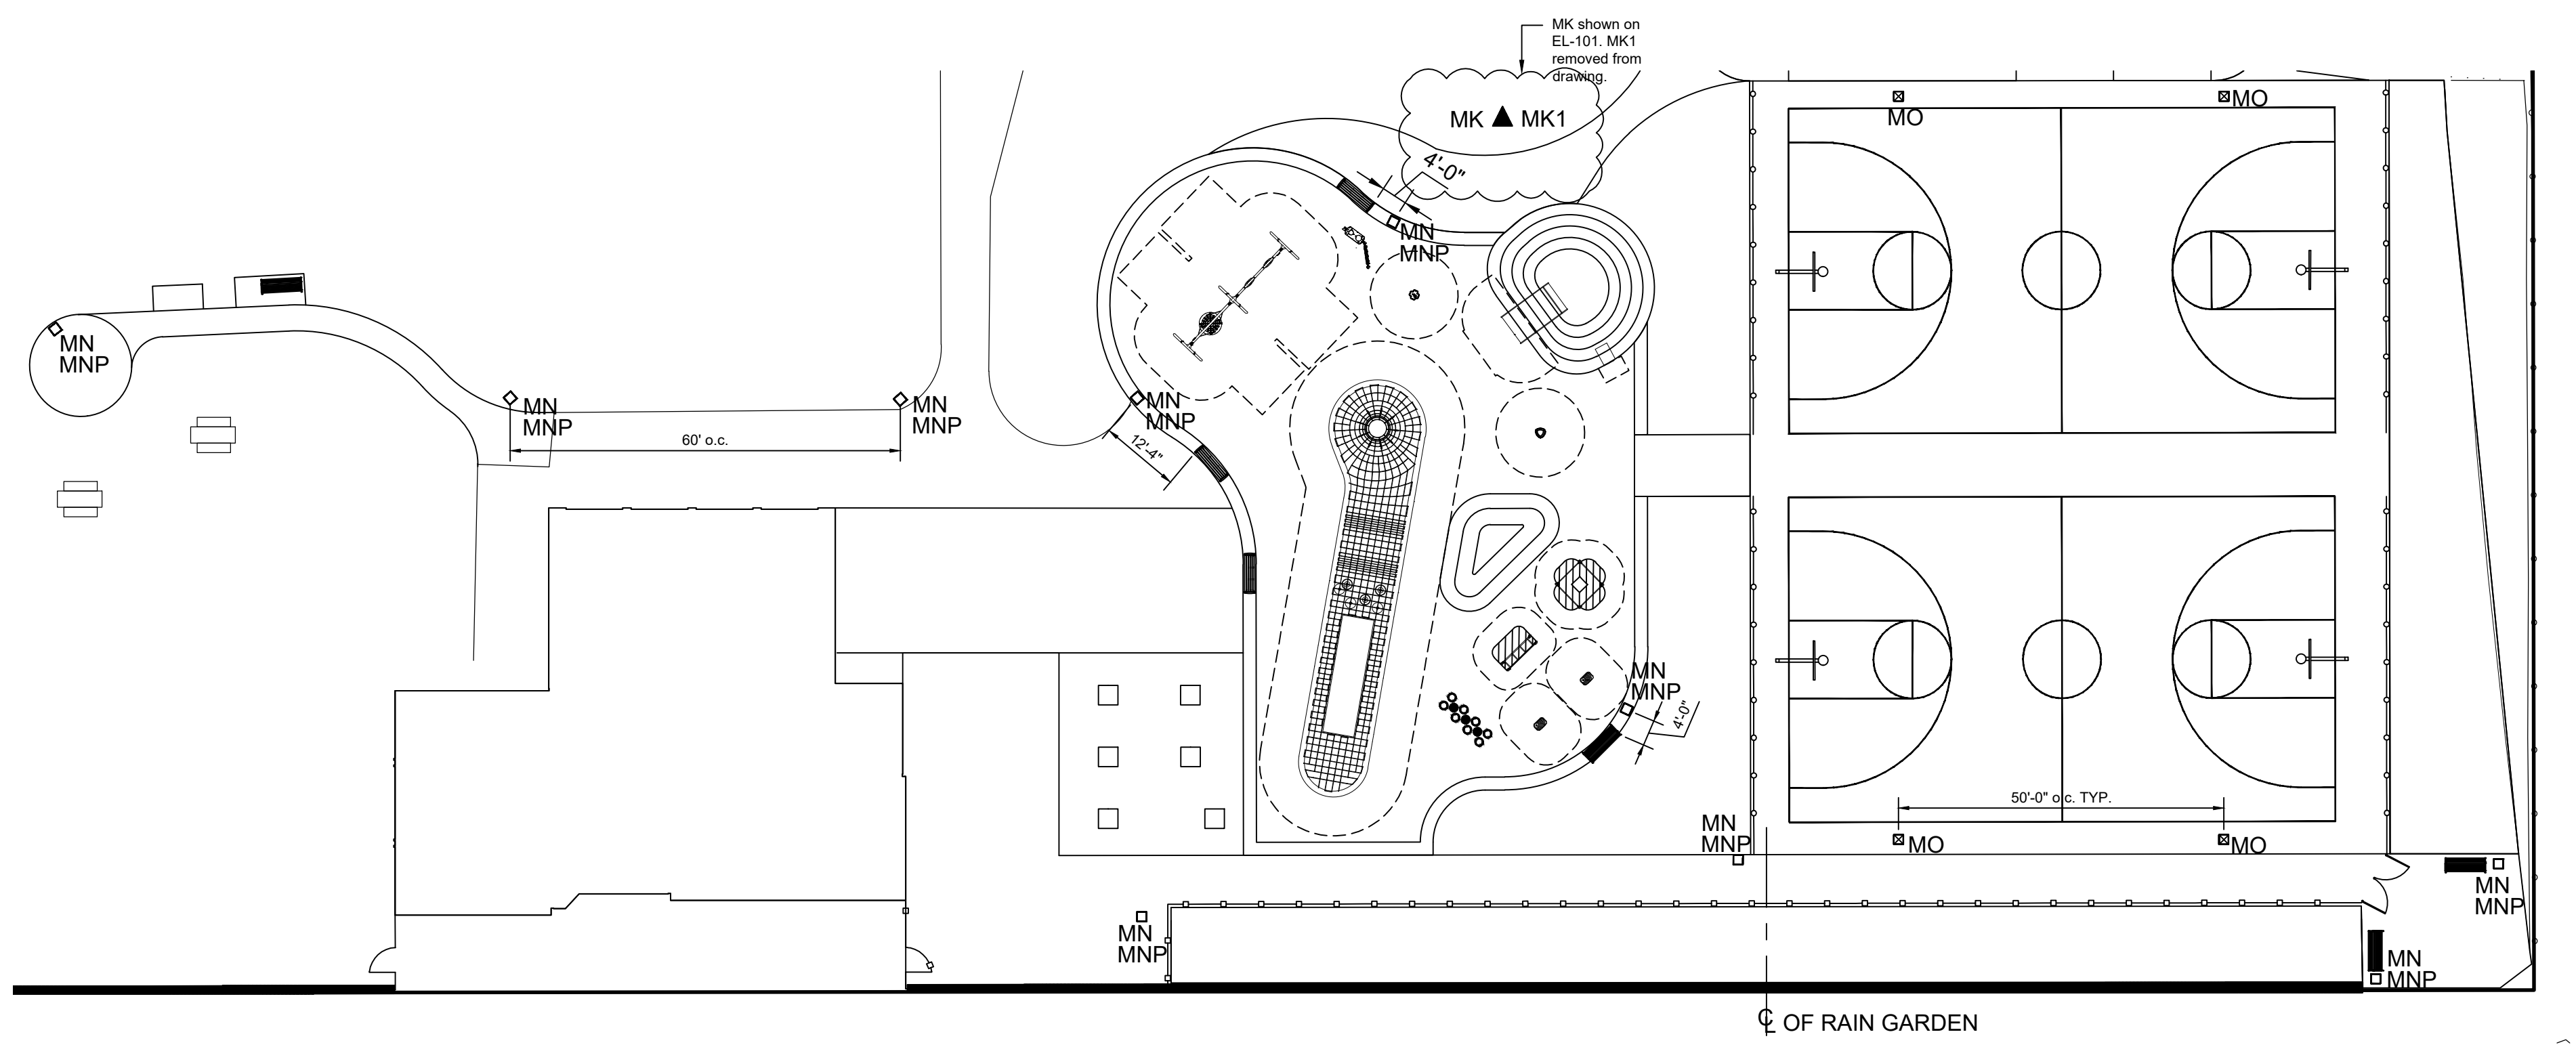 MK shown on
EL-101. MK1
removed from
drawing.
MK ▲ MK1
MO
MO
4'-0"
MN
MNP
MN
MNP
MN
MNP
MN
MNP
MN
MNP
60' o.c.
12'-4"
MN
MNP
4'-0"
50'-0" o.c. TYP.
MN
MNP
MO
MO
MN
MNP
MN
MNP
MN
MNP
℄ OF RAIN GARDEN